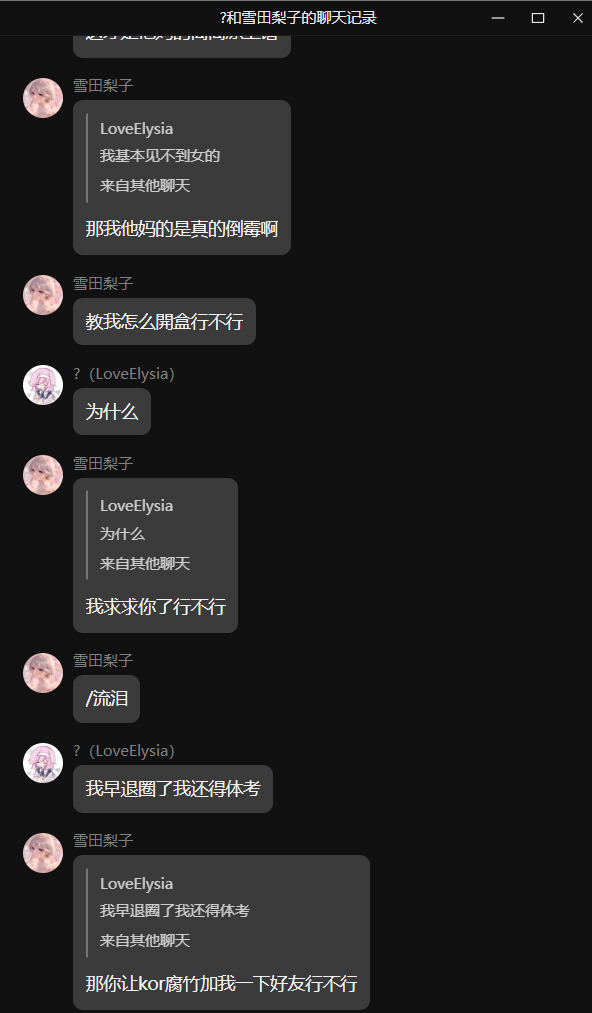 ?和雪田梨子的聊天记录
雪田梨子
LoveElysia
我基本见不到女的
来自其他聊天
那我他妈的是真的倒霉啊
雪田梨子
教我怎么開盒行不行
?（LoveElysia）
为什么
雪田梨子
LoveElysia
为什么
来自其他聊天
我求求你了行不行
雪田梨子
/流泪
?（LoveElysia）
我早退圈了我还得体考
雪田梨子
LoveElysia
我早退圈了我还得体考
来自其他聊天
那你让kor腐竹加我一下好友行不行